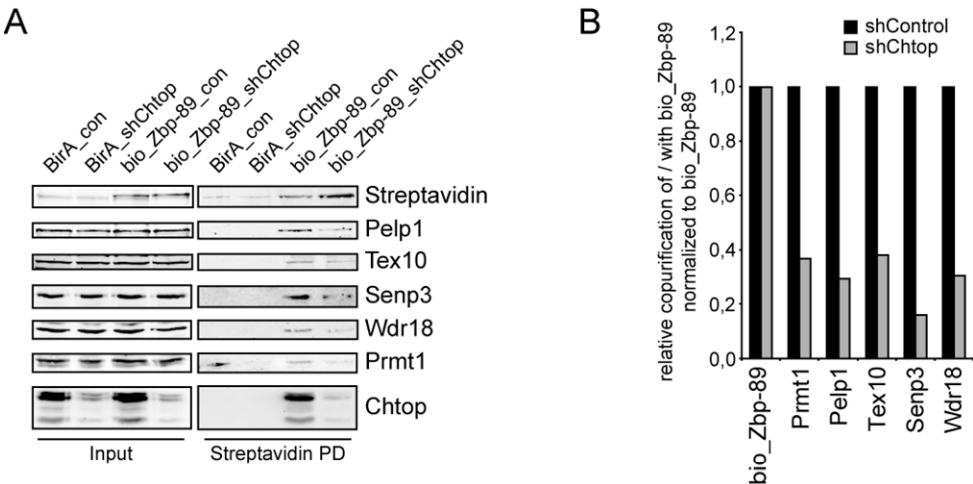 A
BirA_con
BirA_shChtop
bio_Zbp-89_con
bio_Zbp-89_shChtop
BirA_con
BirA_shChtop
bio_Zbp-89_con
bio_Zbp-89_shChtop
Streptavidin
Pelp1
Tex10
Senp3
Wdr18
Prmt1
Chtop
Input
Streptavidin PD
B
relative copurification of / with bio_Zbp-89
normalized to bio_Zbp-89
1,2
1,0
0,8
0,6
0,4
0,2
0,0
shControl
shChtop
bio_Zbp-89
Prmt1
Pelp1
Tex10
Senp3
Wdr18